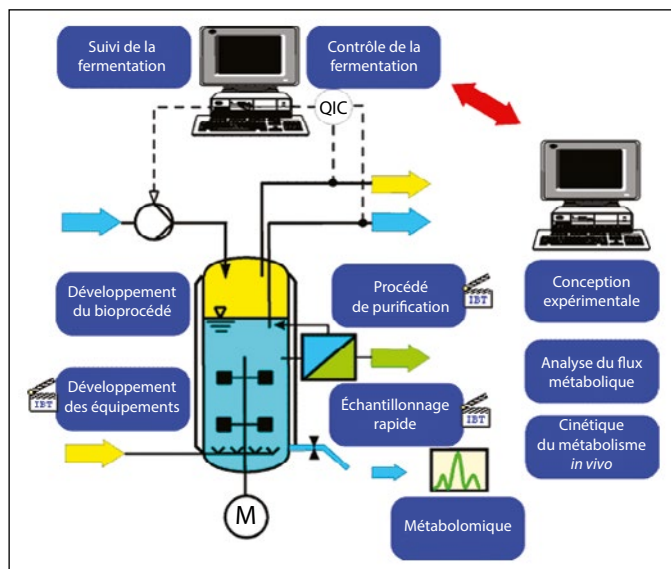 Suivi de la
fermentation
Contrôle de la
fermentation
QIC
Développement
du bioprocédé
Procédé
de purification
IBT
Conception
expérimentale
IBT
Développement
des équipements
Échantillonnage
rapide
IBT
Analyse du flux
métabolique
Cinétique
du métabolisme
in vivo
M
Métabolomique